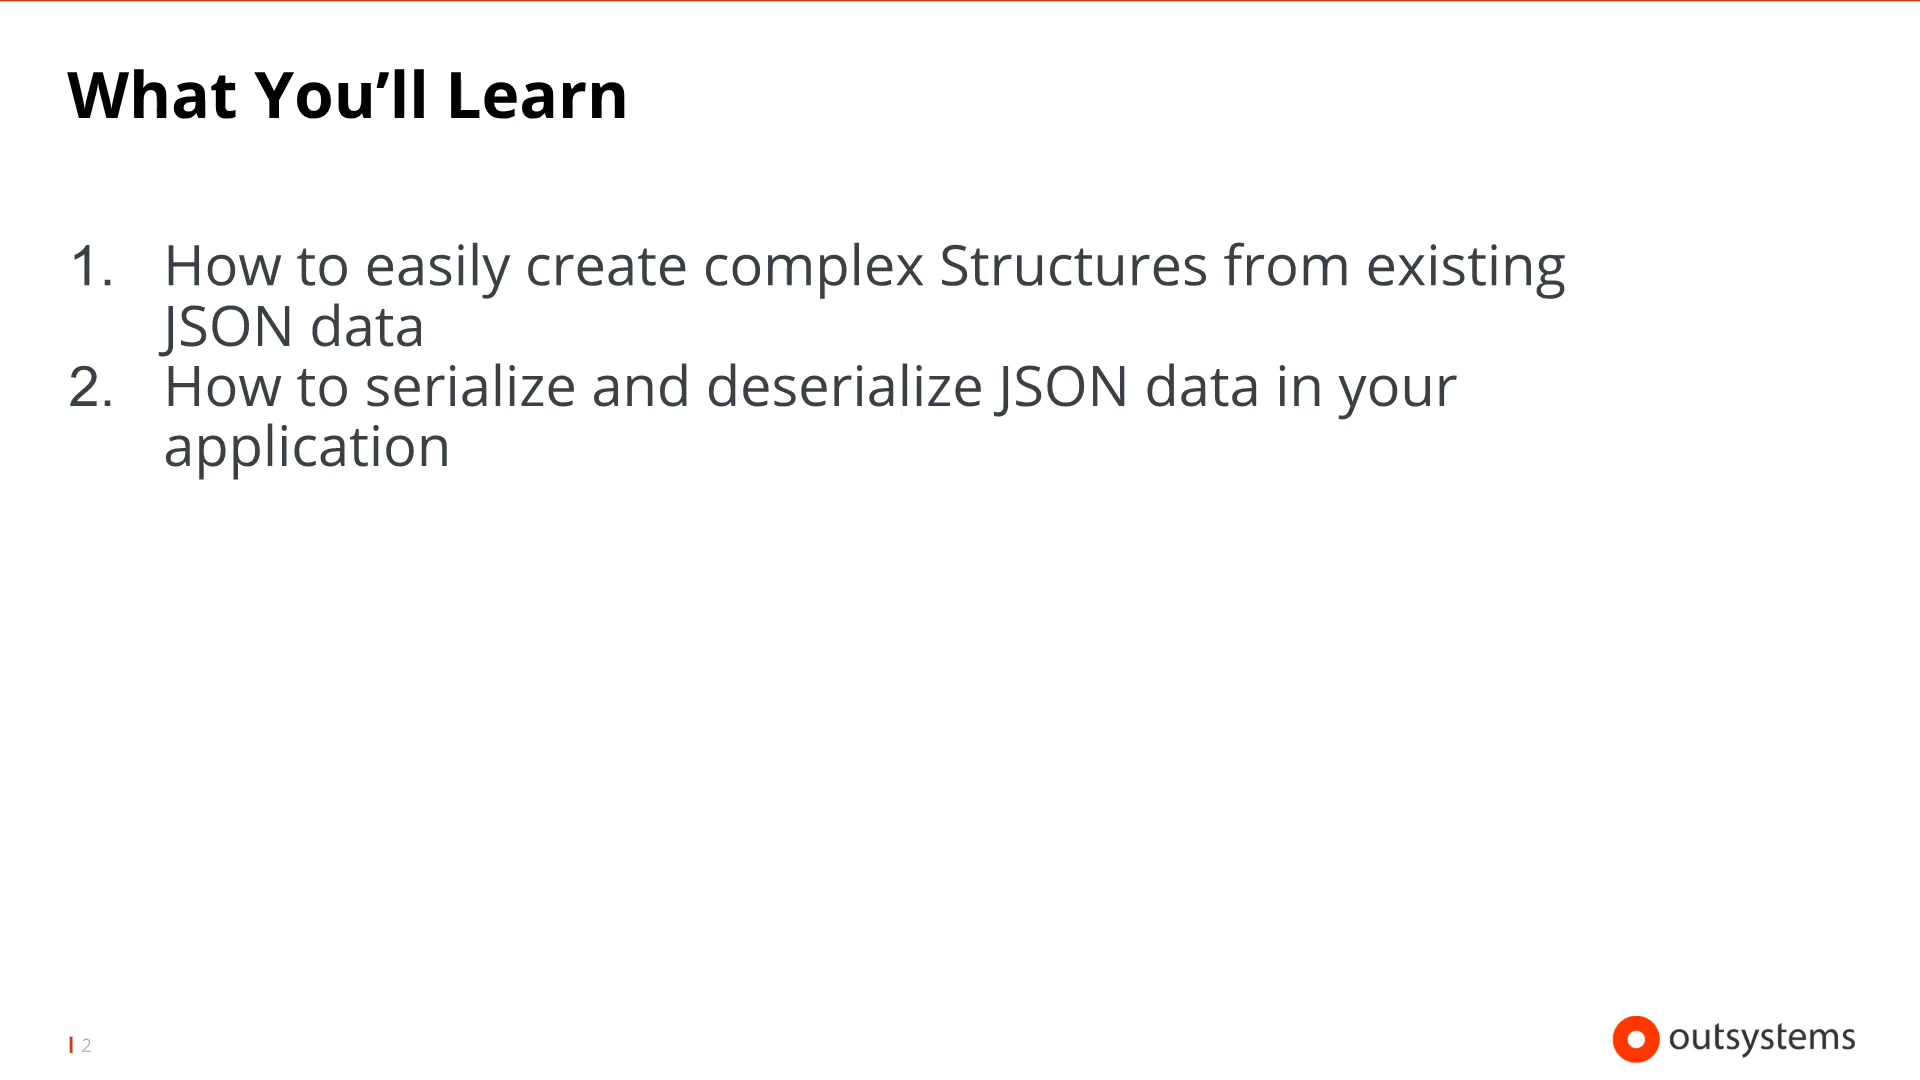 What You’ll Learn
1. How to easily create complex Structures from existing
JSON data
2. How to serialize and deserialize JSON data in your
application
2
outsystems